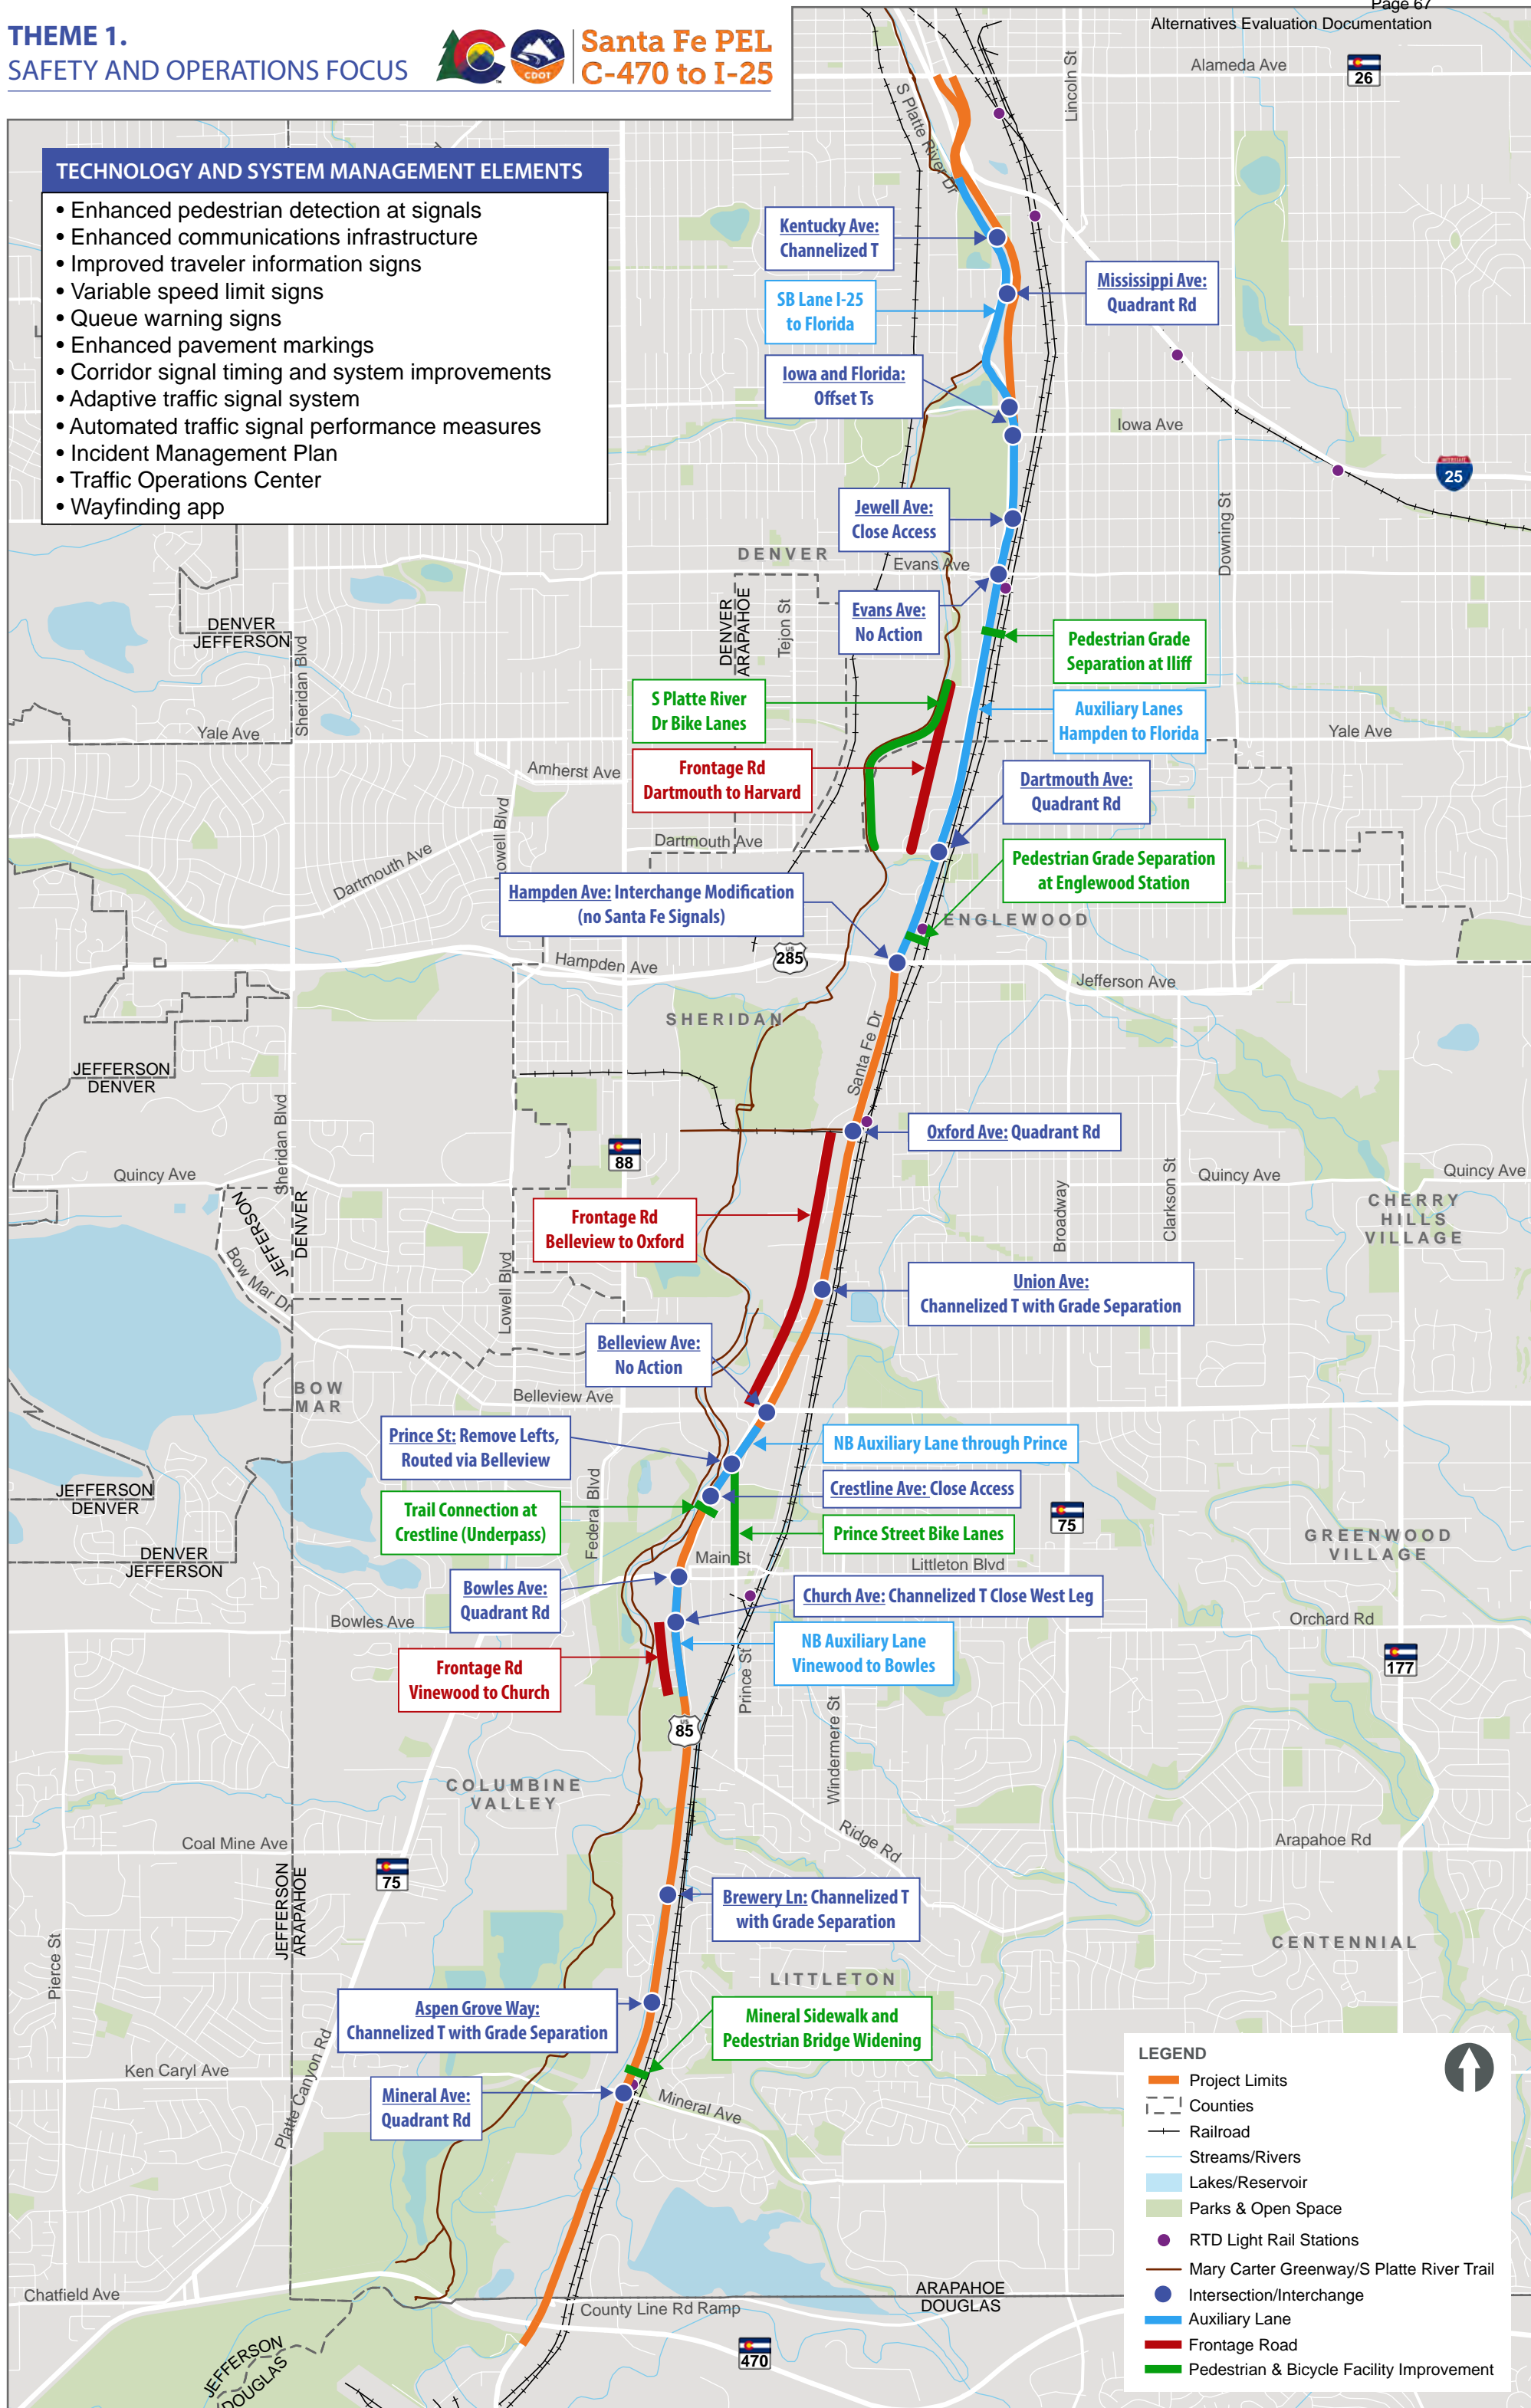 Page 67
Alternatives Evaluation Documentation
THEME 1.
SAFETY AND OPERATIONS FOCUS
CDOT
Santa Fe PEL
C-470 to I-25
TECHNOLOGY AND SYSTEM MANAGEMENT ELEMENTS
• Enhanced pedestrian detection at signals
• Enhanced communications infrastructure
• Improved traveler information signs
• Variable speed limit signs
• Queue warning signs
• Enhanced pavement markings
• Corridor signal timing and system improvements
• Adaptive traffic signal system
• Automated traffic signal performance measures
• Incident Management Plan
• Traffic Operations Center
• Wayfinding app
Alameda Ave
26
Lincoln St
S Platte River Dr
Kentucky Ave:
Channelized T
Mississippi Ave:
Quadrant Rd
SB Lane I-25
to Florida
Iowa and Florida:
Offset Ts
Iowa Ave
INTERSTATE
25
Jewell Ave:
Close Access
Downing St
DENVER
Evans Ave
Evans Ave:
No Action
DENVER
ARAPAHOE
Tejon St
DENVER
JEFFERSON
Sheridan Blvd
Pedestrian Grade
Separation at Iliff
S Platte River
Dr Bike Lanes
Auxiliary Lanes
Hampden to Florida
Yale Ave
Yale Ave
Amherst Ave
Frontage Rd
Dartmouth to Harvard
Dartmouth Ave:
Quadrant Rd
Lowell Blvd
Dartmouth Ave
Dartmouth Ave
Pedestrian Grade Separation
at Englewood Station
Hampden Ave: Interchange Modification
(no Santa Fe Signals)
ENGLEWOOD
US
285
Hampden Ave
Jefferson Ave
SHERIDAN
Santa Fe Dr
JEFFERSON
DENVER
Sheridan Blvd
Oxford Ave: Quadrant Rd
88
Quincy Ave
Quincy Ave
Quincy Ave
Broadway
Clarkson St
CHERRY
HILLS
VILLAGE
JEFFERSON
DENVER
Bow Mar Dr
Lowell Blvd
Frontage Rd
Belleview to Oxford
Union Ave:
Channelized T with Grade Separation
Belleview Ave:
No Action
BOW
MAR
Belleview Ave
Prince St: Remove Lefts,
Routed via Belleview
NB Auxiliary Lane through Prince
Crestline Ave: Close Access
JEFFERSON
DENVER
Federal Blvd
Trail Connection at
Crestline (Underpass)
Prince Street Bike Lanes
75
GREENWOOD
VILLAGE
DENVER
JEFFERSON
Main St
Littleton Blvd
Bowles Ave:
Quadrant Rd
Church Ave: Channelized T Close West Leg
Bowles Ave
Orchard Rd
NB Auxiliary Lane
Vinewood to Bowles
Frontage Rd
Vinewood to Church
Prince St
177
US
85
Windermere St
COLUMBINE
VALLEY
Ridge Rd
Coal Mine Ave
Arapahoe Rd
75
JEFFERSON
ARAPAHOE
Brewery Ln: Channelized T
with Grade Separation
Pierce St
CENTENNIAL
LITTLETON
Aspen Grove Way:
Channelized T with Grade Separation
Mineral Sidewalk and
Pedestrian Bridge Widening
Platte Canyon Rd
Ken Caryl Ave
Mineral Ave:
Quadrant Rd
Mineral Ave
Chatfield Ave
County Line Rd Ramp
ARAPAHOE
DOUGLAS
JEFFERSON
DOUGLAS
470
LEGEND
Project Limits
Counties
Railroad
Streams/Rivers
Lakes/Reservoir
Parks & Open Space
RTD Light Rail Stations
Mary Carter Greenway/S Platte River Trail
Intersection/Interchange
Auxiliary Lane
Frontage Road
Pedestrian & Bicycle Facility Improvement